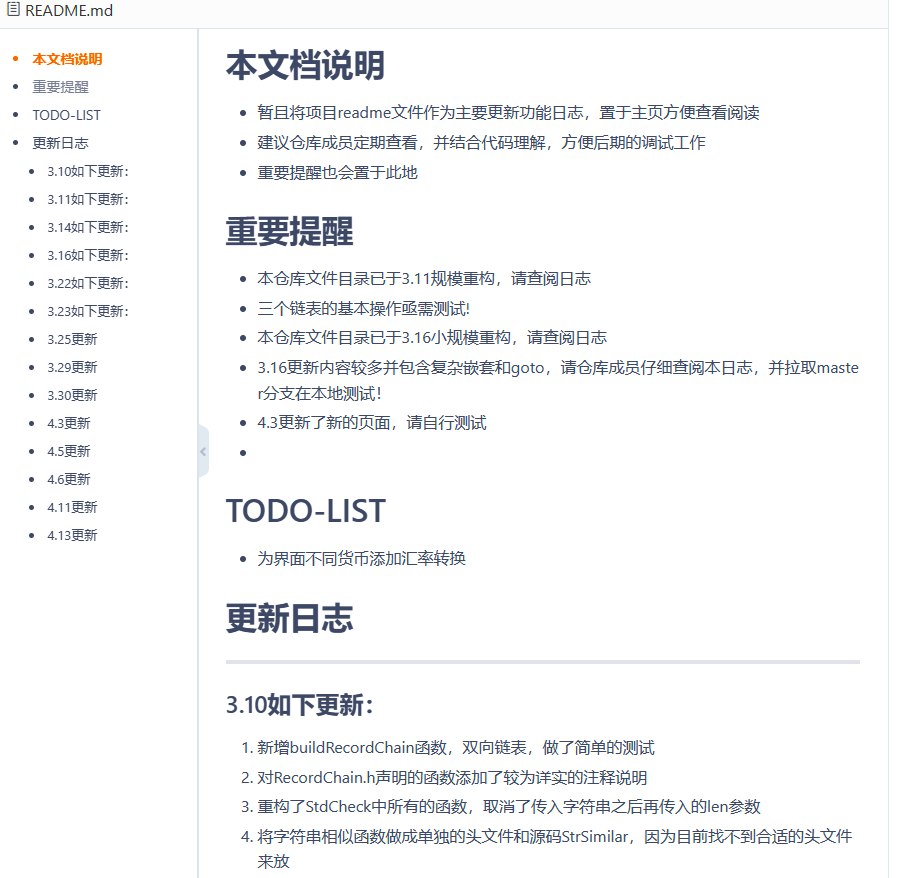 README.md
本文档说明
重要提醒
TODO-LIST
更新日志
3.10如下更新：
3.11如下更新：
3.14如下更新：
3.16如下更新：
3.22如下更新：
3.23如下更新：
3.25更新
3.29更新
3.30更新
4.3更新
4.5更新
4.6更新
4.11更新
4.13更新
本文档说明
暂且将项目readme文件作为主要更新功能日志，置于主页方便查看阅读
建议仓库成员定期查看，并结合代码理解，方便后期的调试工作
重要提醒也会置于此地
重要提醒
本仓库文件目录已于3.11规模重构，请查阅日志
三个链表的基本操作亟需测试!
本仓库文件目录已于3.16小规模重构，请查阅日志
3.16更新内容较多并包含复杂嵌套和goto，请仓库成员仔细查阅本日志，并拉取maste
r分支在本地测试！
4.3更新了新的页面，请自行测试
TODO-LIST
为界面不同货币添加汇率转换
更新日志
3.10如下更新：
1. 新增buildRecordChain函数，双向链表，做了简单的测试
2. 对RecordChain.h声明的函数添加了较为详实的注释说明
3. 重构了StdCheck中所有的函数，取消了传入字符串之后再传入的len参数
4. 将字符串相似函数做成单独的头文件和源码StrSimilar，因为目前找不到合适的头文件
来放